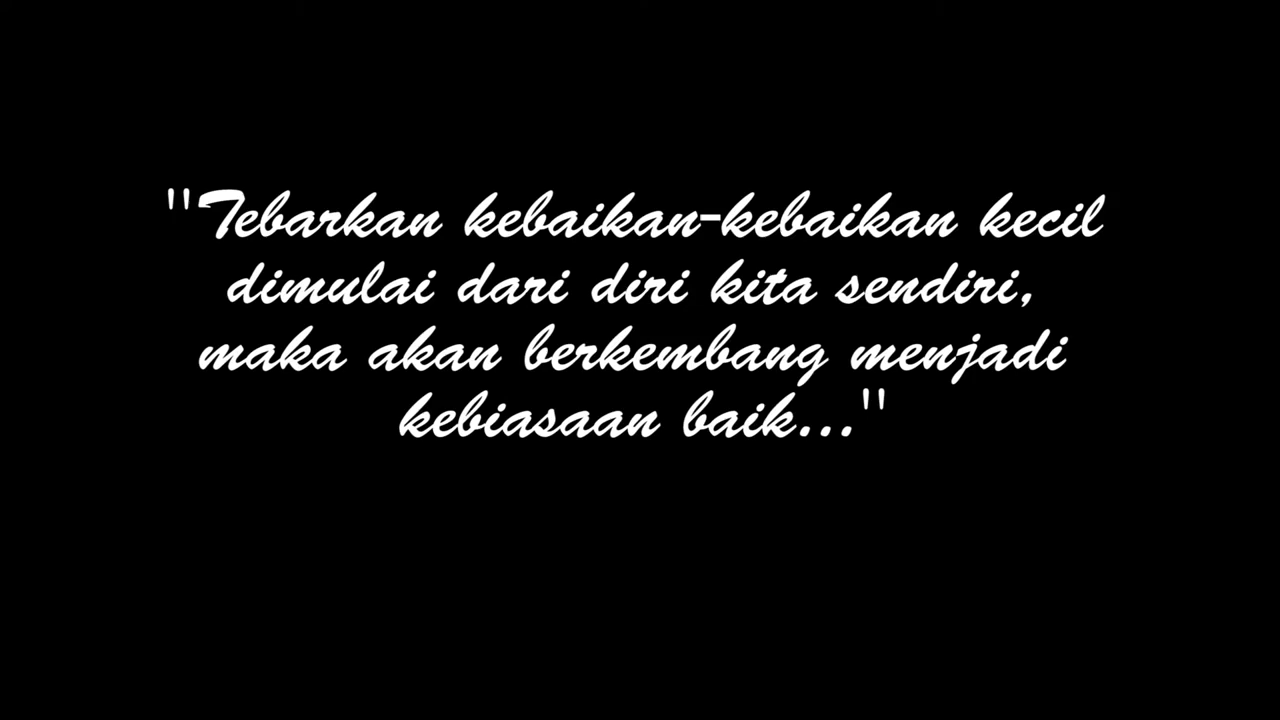 "Tebarkan kebaikan-kebaikan kecil
dimulai dari diri kita sendiri,
maka akan berkembang menjadi
kebiasaan baik..."